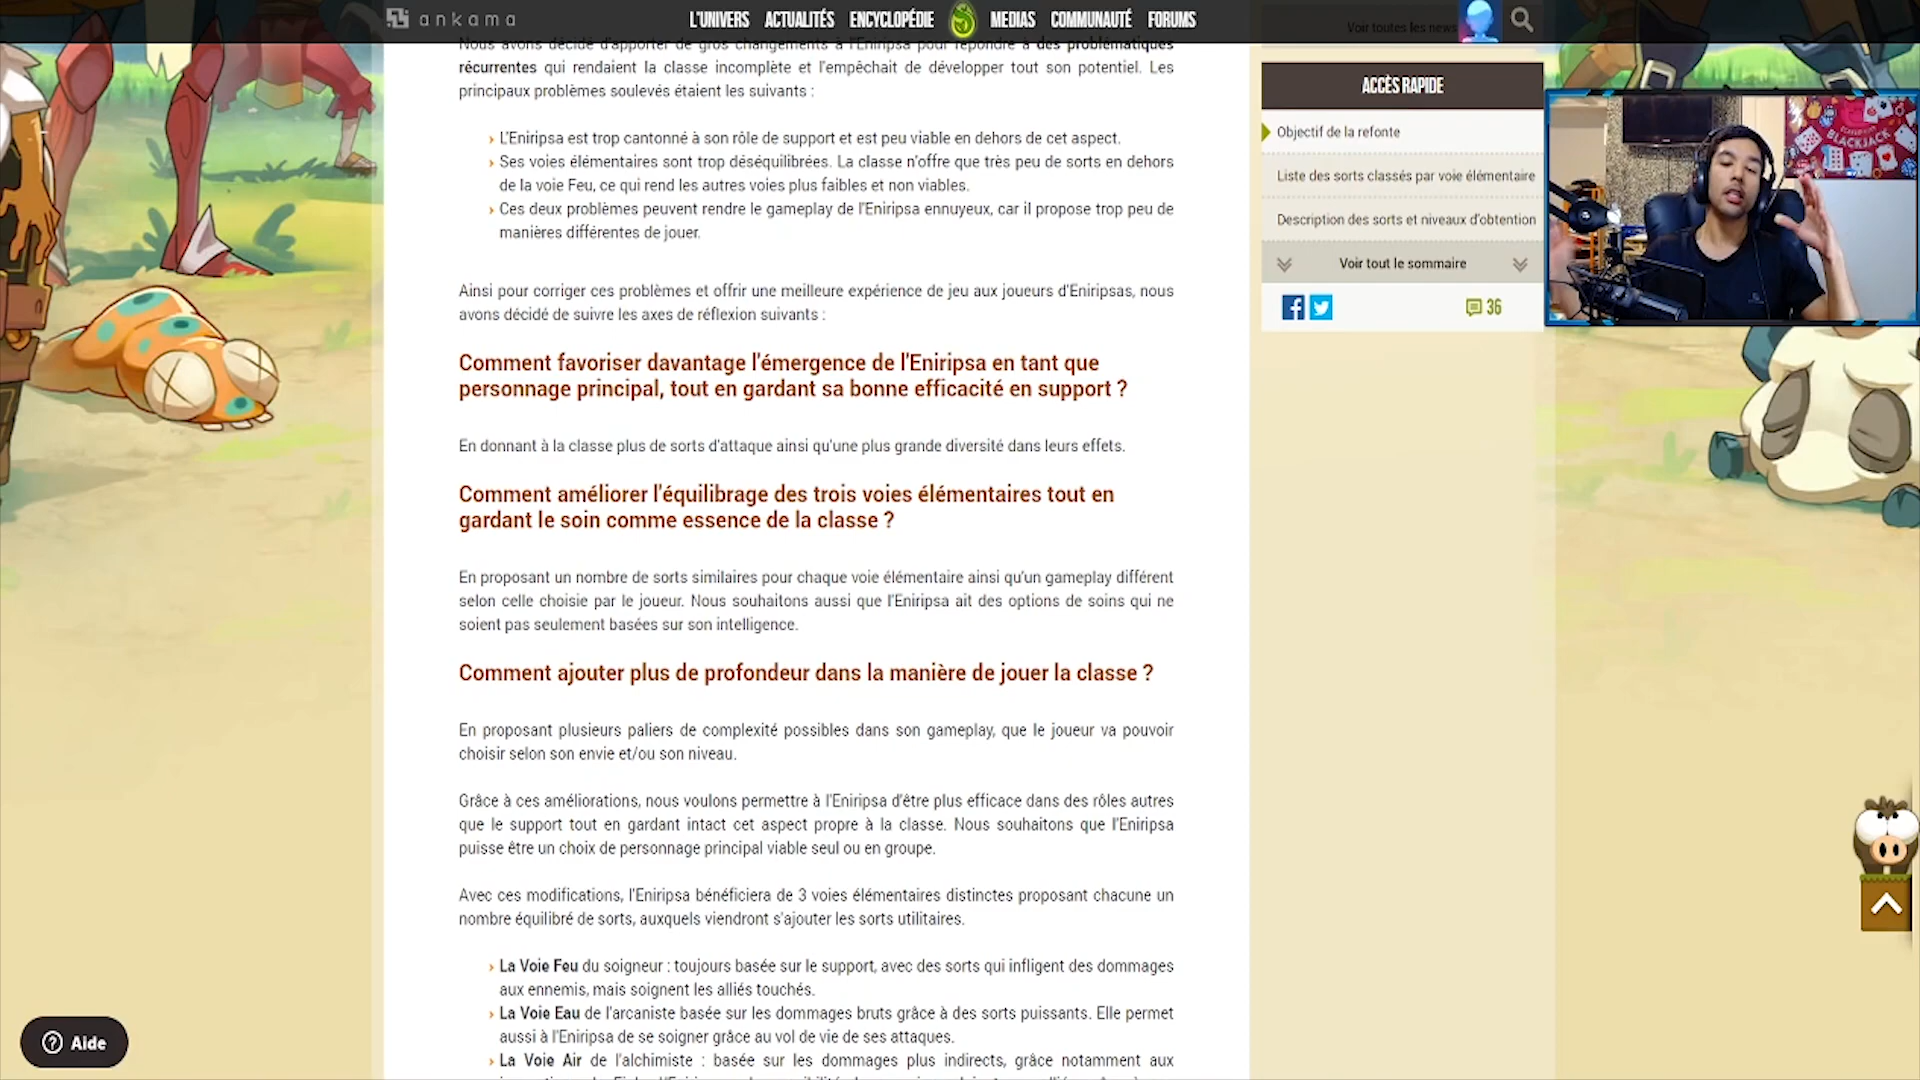 ankama
L'UNIVERS ACTUALITÉS ENCYCLOPÉDIE MEDIAS COMMUNAUTÉ FORUMS
Voir toutes les news
Nous avons décidé d'apporter de gros changements à l'Eniripsa pour répondre à des problématiques
récurrentes qui rendaient la classe incomplète et l'empêchait de développer tout son potentiel. Les
principaux problèmes soulevés étaient les suivants :
› L'Eniripsa est trop cantonné à son rôle de support et est peu viable en dehors de cet aspect.
› Ses voies élémentaires sont trop déséquilibrées. La classe n'offre que très peu de sorts en dehors
de la voie Feu, ce qui rend les autres voies plus faibles et non viables.
› Ces deux problèmes peuvent rendre le gameplay de l'Eniripsa ennuyeux, car il propose trop peu de
manières différentes de jouer.
Ainsi pour corriger ces problèmes et offrir une meilleure expérience de jeu aux joueurs d'Eniripsas, nous
avons décidé de suivre les axes de réflexion suivants :
Comment favoriser davantage l'émergence de l'Eniripsa en tant que
personnage principal, tout en gardant sa bonne efficacité en support ?
En donnant à la classe plus de sorts d'attaque ainsi qu'une plus grande diversité dans leurs effets.
Comment améliorer l'équilibrage des trois voies élémentaires tout en
gardant le soin comme essence de la classe ?
En proposant un nombre de sorts similaires pour chaque voie élémentaire ainsi qu'un gameplay différent
selon celle choisie par le joueur. Nous souhaitons aussi que l'Eniripsa ait des options de soins qui ne
soient pas seulement basées sur son intelligence.
Comment ajouter plus de profondeur dans la manière de jouer la classe ?
En proposant plusieurs paliers de complexité possibles dans son gameplay, que le joueur va pouvoir
choisir selon son envie et/ou son niveau.
Grâce à ces améliorations, nous voulons permettre à l'Eniripsa d'être plus efficace dans des rôles autres
que le support tout en gardant intact cet aspect propre à la classe. Nous souhaitons que l'Eniripsa
puisse être un choix de personnage principal viable seul ou en groupe.
Avec ces modifications, l'Eniripsa bénéficiera de 3 voies élémentaires distinctes proposant chacune un
nombre équilibré de sorts, auxquels viendront s'ajouter les sorts utilitaires.
› La Voie Feu du soigneur : toujours basée sur le support, avec des sorts qui infligent des dommages
aux ennemis, mais soignent les alliés touchés.
› La Voie Eau de l'arcaniste basée sur les dommages bruts grâce à des sorts puissants. Elle permet
aussi à l'Eniripsa de se soigner grâce au vol de vie de ses attaques.
› La Voie Air de l'alchimiste : basée sur les dommages plus indirects, grâce notamment aux
ACCÈS RAPIDE
Objectif de la refonte
Liste des sorts classés par voie élémentaire
Description des sorts et niveaux d'obtention
Voir tout le sommaire
36
BLACKJACK
Aide